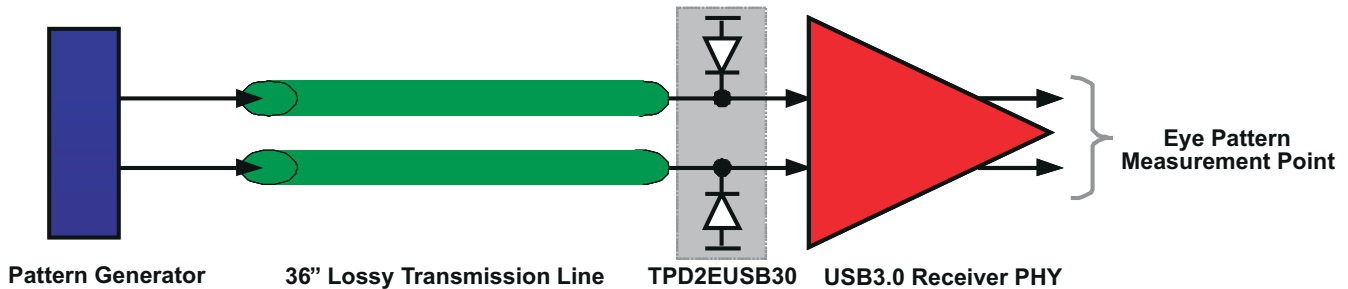 Eye Pattern
Measurement Point
Pattern Generator
36” Lossy Transmission Line
TPD2EUSB30
USB3.0 Receiver PHY